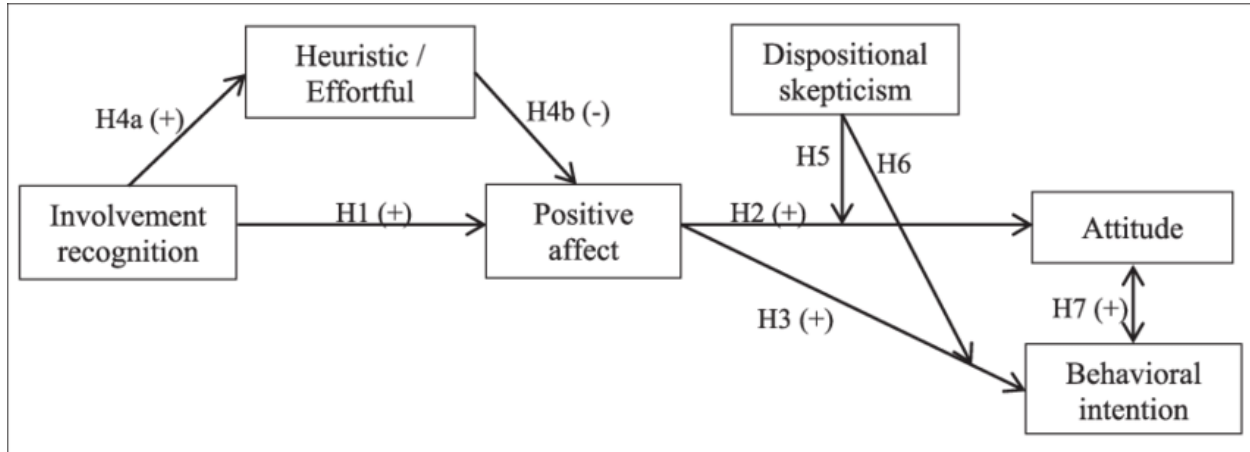 Heuristic /
Effortful
Dispositional
skepticism
H4a (+)
H4b (-)
H5
H6
Involvement
recognition
H1 (+)
Positive
affect
H2 (+)
Attitude
H3 (+)
H7 (+)
Behavioral
intention